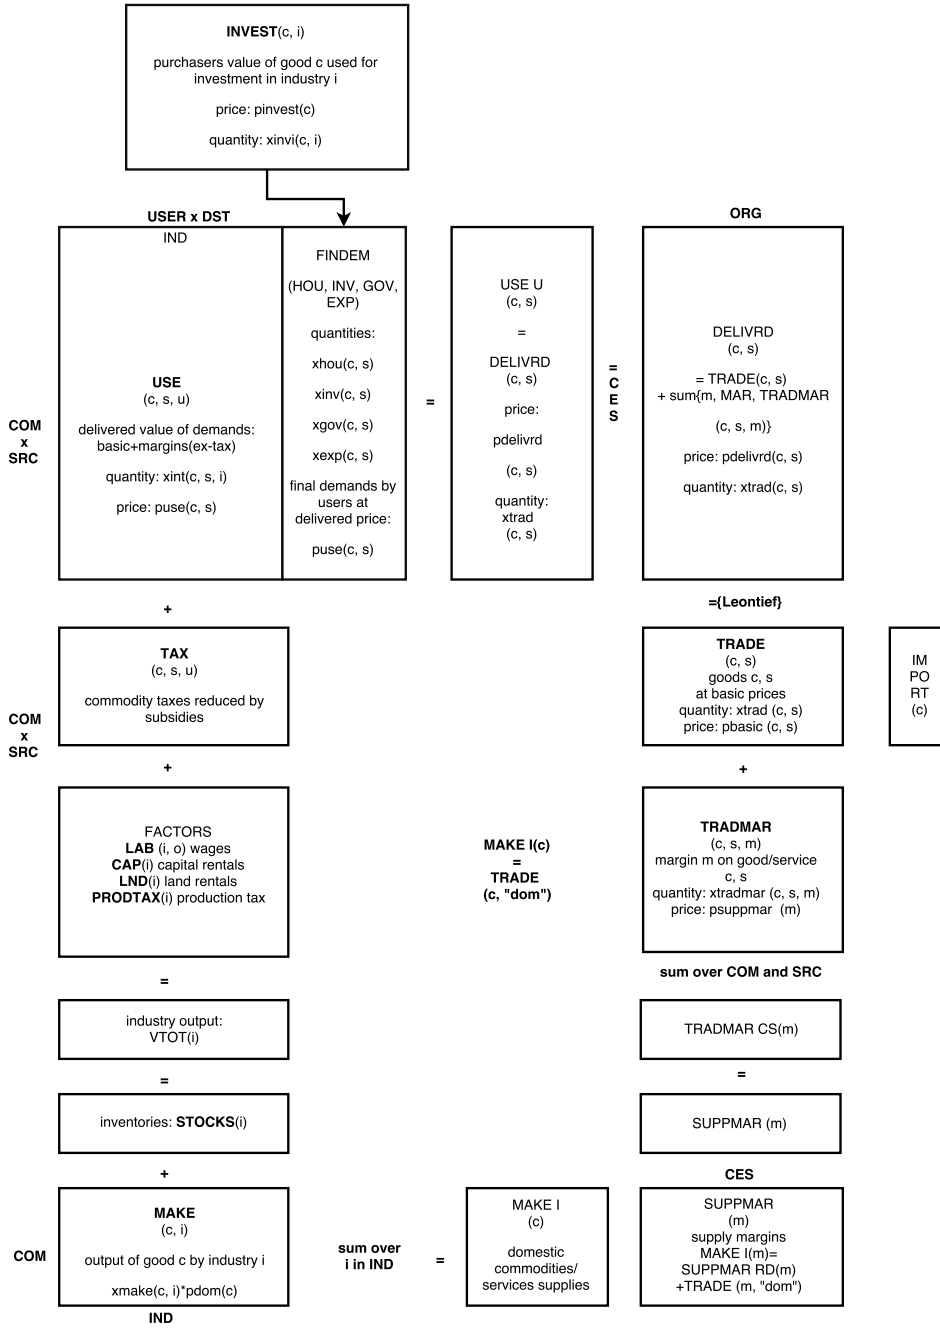 INVEST(c, i)
purchasers value of good c used for
investment in industry i
price: pinvest(c)
quantity: xinvi(c, i)
USER x DST
ORG
IND
COM
x
SRC
USE
(c, s, u)
delivered value of demands:
basic+margins(ex-tax)
quantity: xint(c, s, i)
price: puse(c, s)
FINDEM
(HOU, INV, GOV,
EXP)
quantities:
xhou(c, s)
xinv(c, s)
xgov(c, s)
xexp(c, s)
final demands by
users at
delivered price:
puse(c, s)
=
USE U
(c, s)
=
DELIVRD
(c, s)
price:
pdelivrd
(c, s)
quantity:
xtrad
(c, s)
=
C
E
S
DELIVRD
(c, s)
= TRADE(c, s)
+ sum{m, MAR, TRADMAR
(c, s, m)}
price: pdelivrd(c, s)
quantity: xtrad(c, s)
+
={Leontief}
COM
x
SRC
TAX
(c, s, u)
commodity taxes reduced by
subsidies
TRADE
(c, s)
goods c, s
at basic prices
quantity: xtrad (c, s)
price: pbasic (c, s)
IM
PO
RT
(c)
+
+
FACTORS
LAB (i, o) wages
CAP(i) capital rentals
LND(i) land rentals
PRODTAX(i) production tax
MAKE I(c)
=
TRADE
(c, "dom")
TRADMAR
(c, s, m)
margin m on good/service
c, s
quantity: xtradmar (c, s, m)
price: psuppmar (m)
=
sum over COM and SRC
industry output:
VTOT(i)
TRADMAR CS(m)
=
=
inventories: STOCKS(i)
SUPPMAR (m)
+
CES
COM
MAKE
(c, i)
output of good c by industry i
xmake(c, i)*pdom(c)
IND
sum over
i in IND
=
MAKE I
(c)
domestic
commodities/
services supplies
SUPPMAR
(m)
supply margins
MAKE I(m)=
SUPPMAR RD(m)
+TRADE (m, "dom")